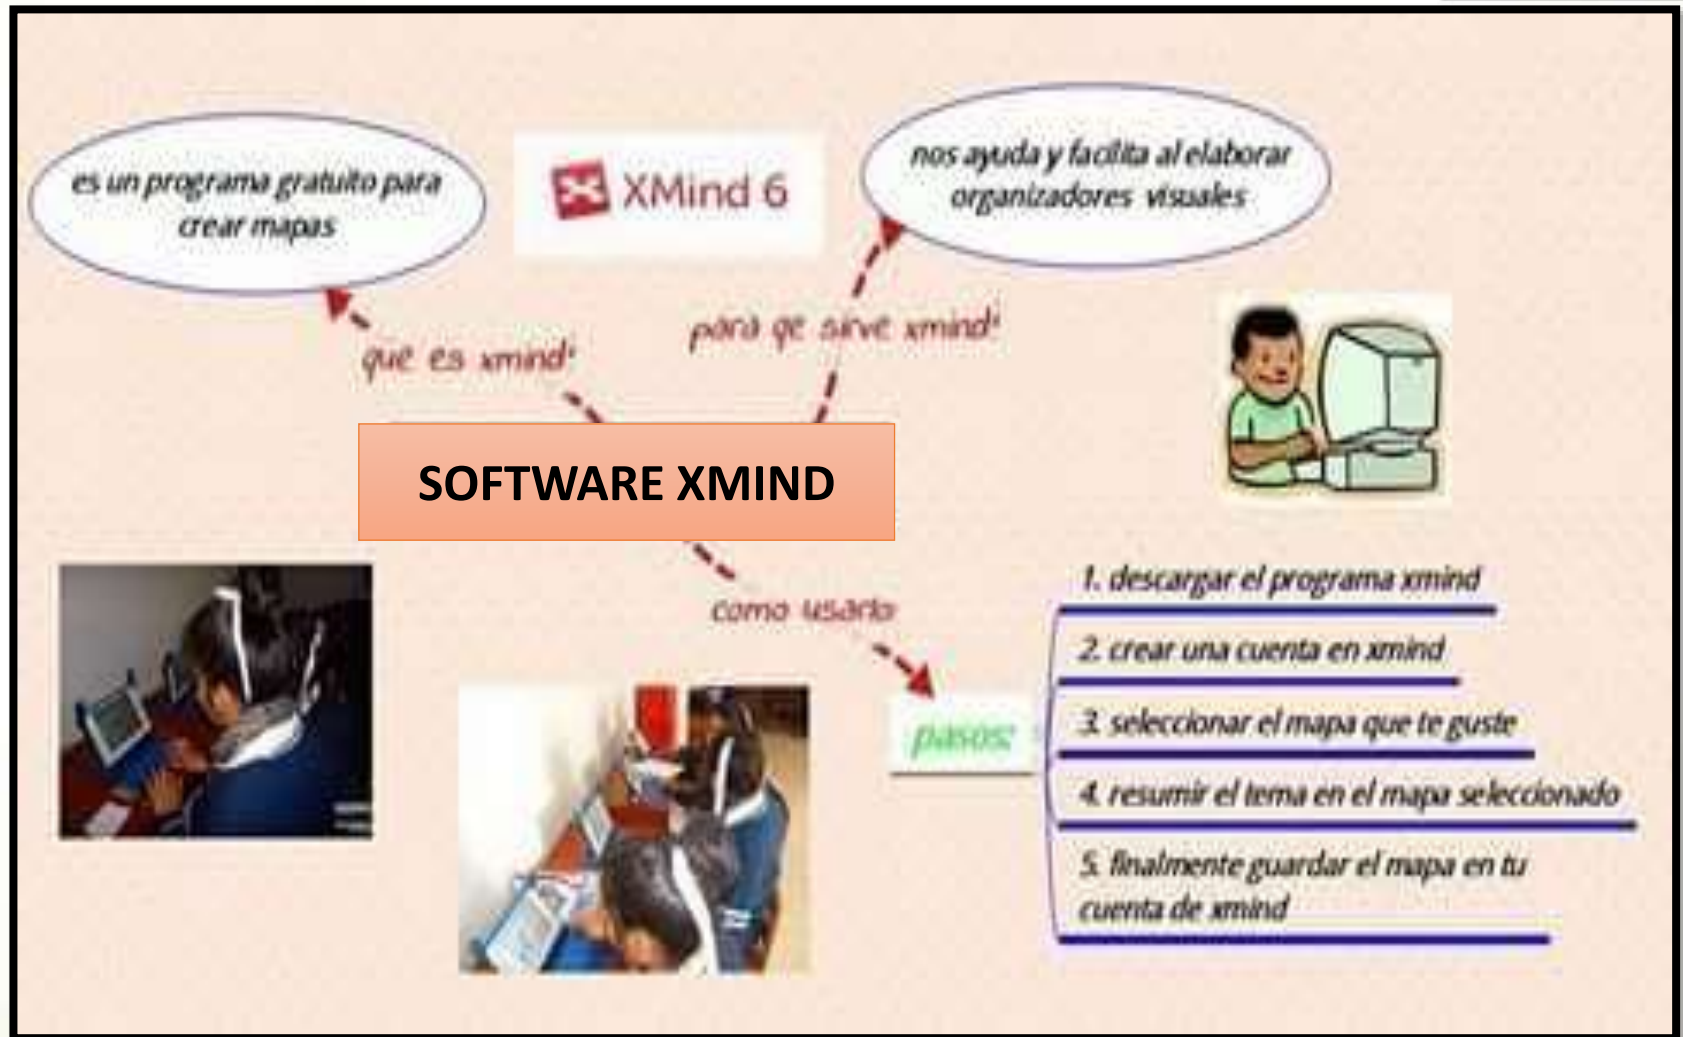 es un programa gratuito para
crear mapas
XMind 6
nos ayuda y facilita al elaborar
organizadores visuales
que es xmind¿
para qe sirve xmind¿
SOFTWARE XMIND
como usarlo
pasos:
1. descargar el programa xmind
2. crear una cuenta en xmind
3. seleccionar el mapa que te guste
4. resumir el tema en el mapa seleccionado
5. finalmente guardar el mapa en tu
cuenta de xmind